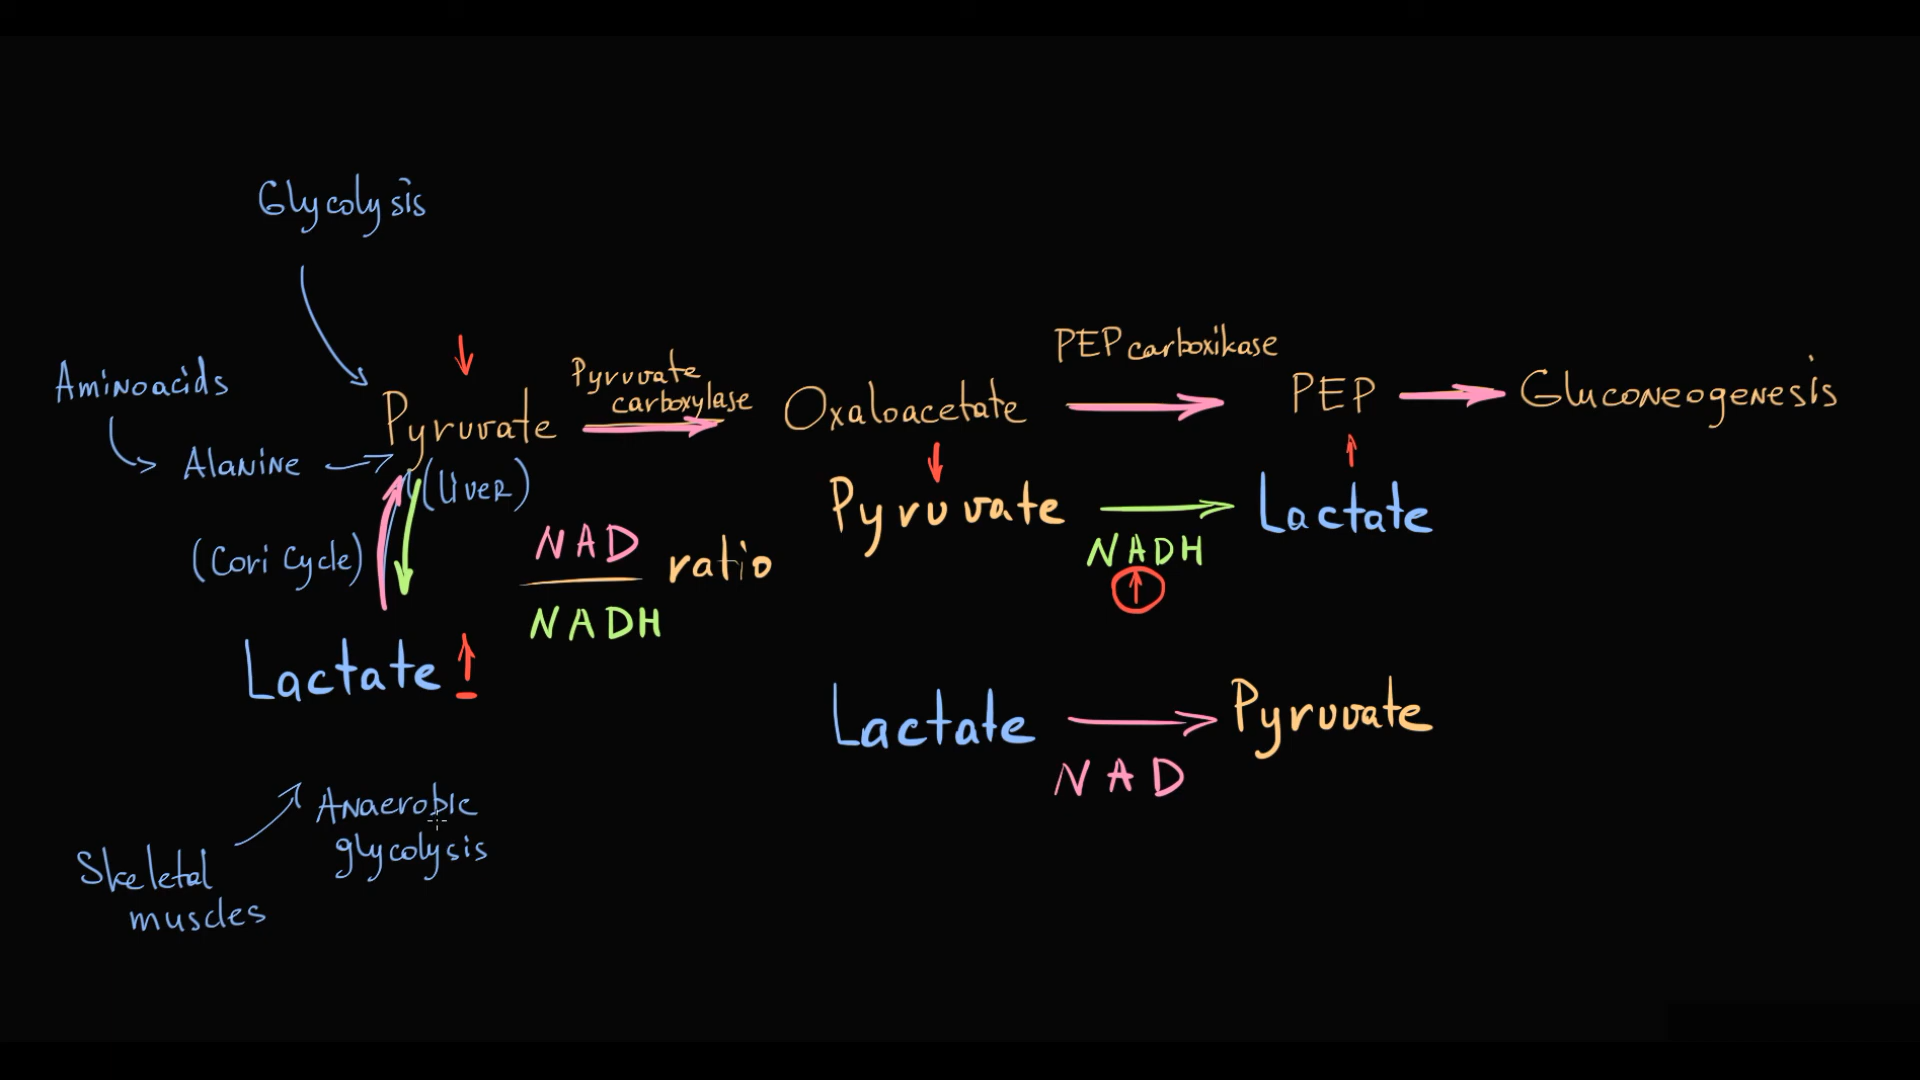 Glycolysis
Aminoacids
Alanine
Pyruvate
(Liver)
(Cori Cycle)
Lactate
Skeletal
muscles
Anaerobic
glycolysis
Pyruvate
carboxylase
Oxaloacetate
PEP carboxikase
PEP
Gluconeogenesis
NAD
NADH
ratio
Pyruvate
NADH
Lactate
Lactate
NAD
Pyruvate